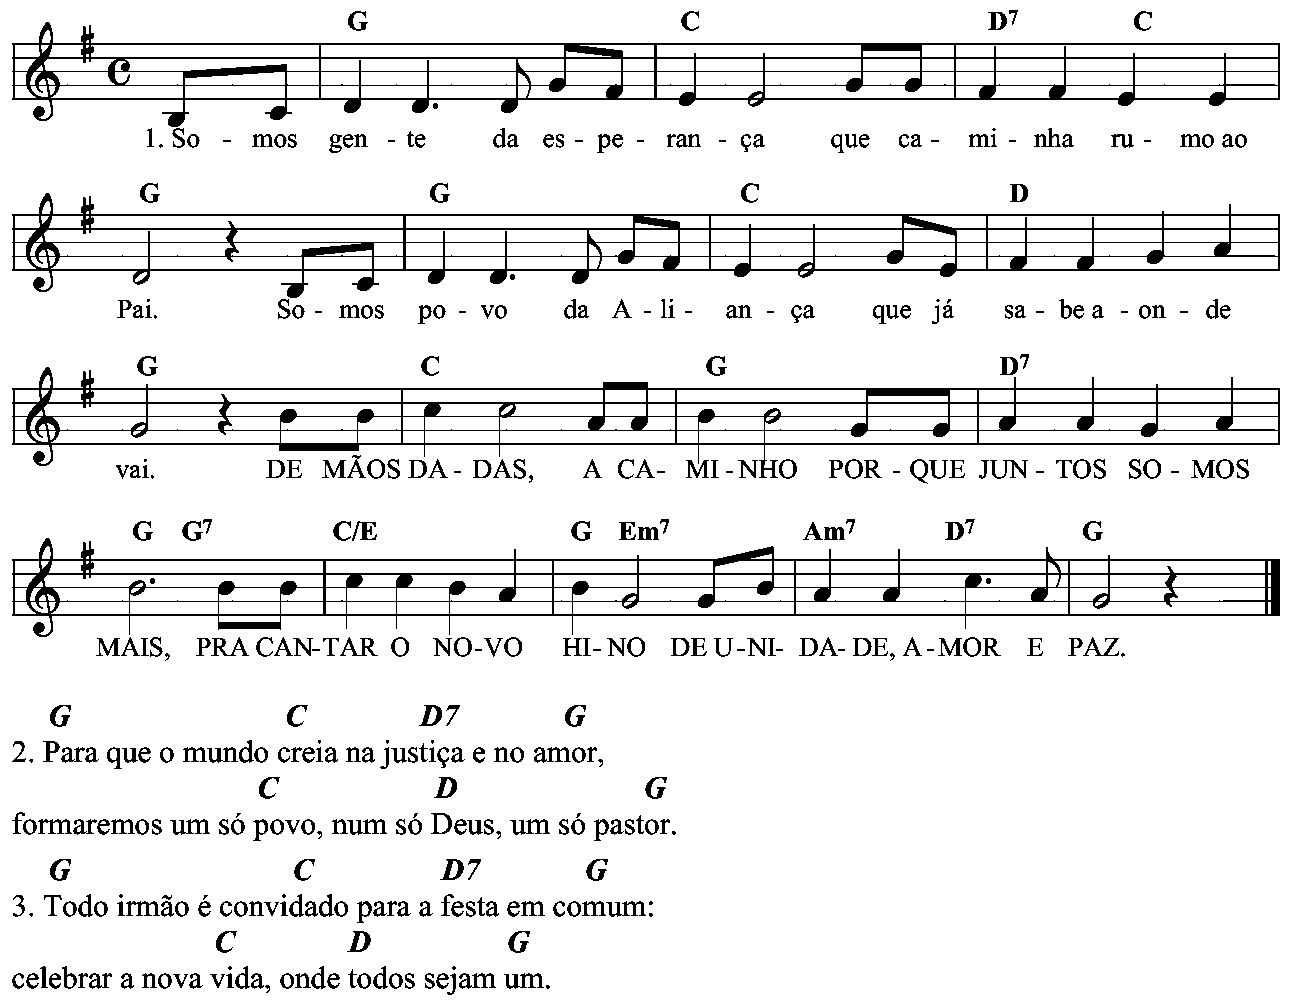 G C D7 C
1. So - mos gen - te da es - pe - ran - ça que ca - mi - nha ru - mo ao
G G C D
Pai. So - mos po - vo da A - li - an - ça que já sa - be a - on - de
G C G D7
vai. DE MÃOS DA - DAS, A CA - MI - NHO POR - QUE JUN - TOS SO - MOS
G G7 C/E G Em7 Am7 D7 G
MAIS, PRA CAN - TAR O NO - VO HI - NO DE U - NI - DA - DE, A - MOR E PAZ.
G C D7 G
2. Para que o mundo creia na justiça e no amor,
C D G
formaremos um só povo, num só Deus, um só pastor.
G C D7 G
3. Todo irmão é convidado para a festa em comum:
C D G
celebrar a nova vida, onde todos sejam um.